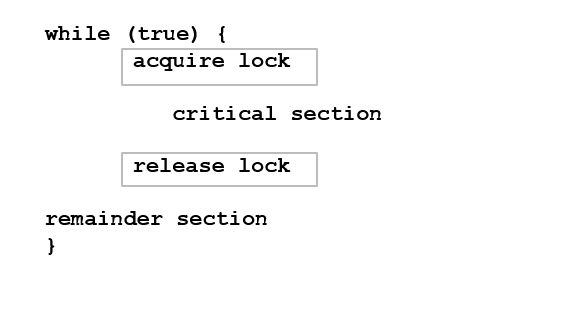 while (true) {
acquire lock
critical section
release lock
remainder section
}